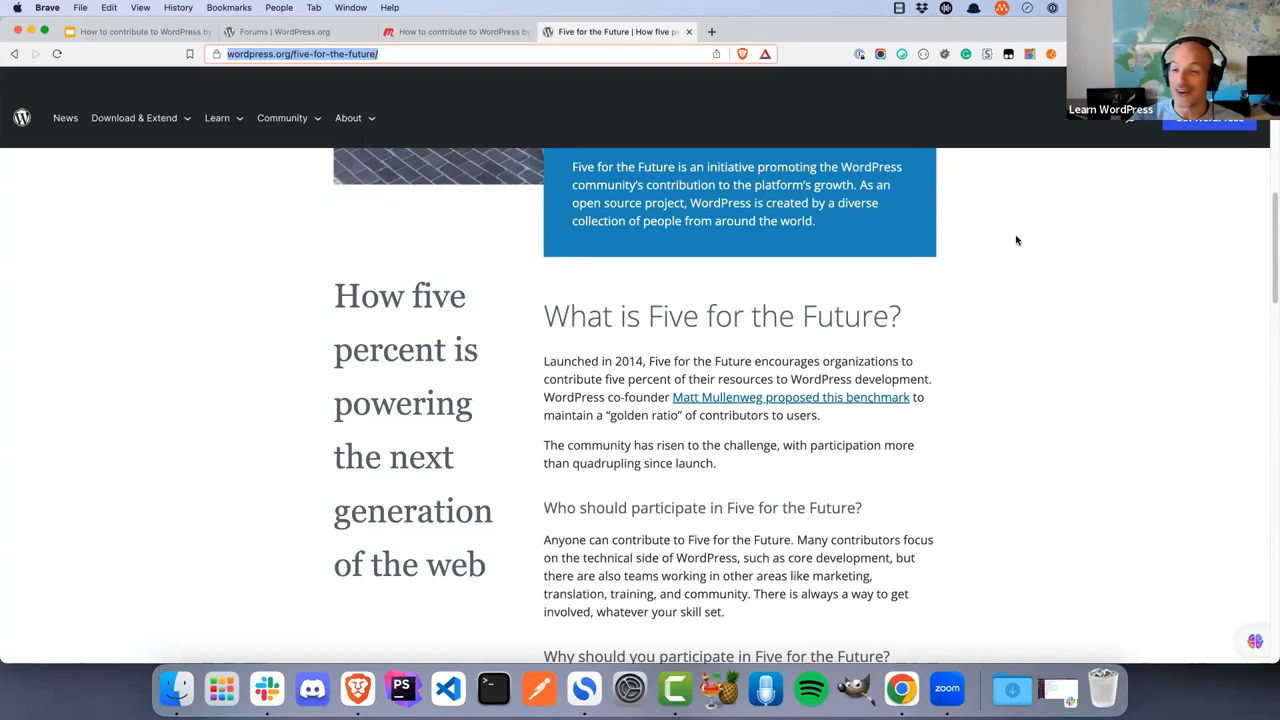 Brave File Edit View History Bookmarks People Tab Window Help
How to contribute to WordPress by
Forums | WordPress.org
How to contribute to WordPress by
Five for the Future | How five p
wordpress.org/five-for-the-future/
News Download & Extend Learn Community About
Learn WordPress
Five for the Future is an initiative promoting the WordPress
community's contribution to the platform's growth. As an
open source project, WordPress is created by a diverse
collection of people from around the world.
How five
percent is
powering
the next
generation
of the web
What is Five for the Future?
Launched in 2014, Five for the Future encourages organizations to
contribute five percent of their resources to WordPress development.
WordPress co-founder Matt Mullenweg proposed this benchmark to
maintain a “golden ratio” of contributors to users.
The community has risen to the challenge, with participation more
than quadrupling since launch.
Who should participate in Five for the Future?
Anyone can contribute to Five for the Future. Many contributors focus
on the technical side of WordPress, such as core development, but
there are also teams working in other areas like marketing,
translation, training, and community. There is always a way to get
involved, whatever your skill set.
Why should you participate in Five for the Future?
PS
zoom